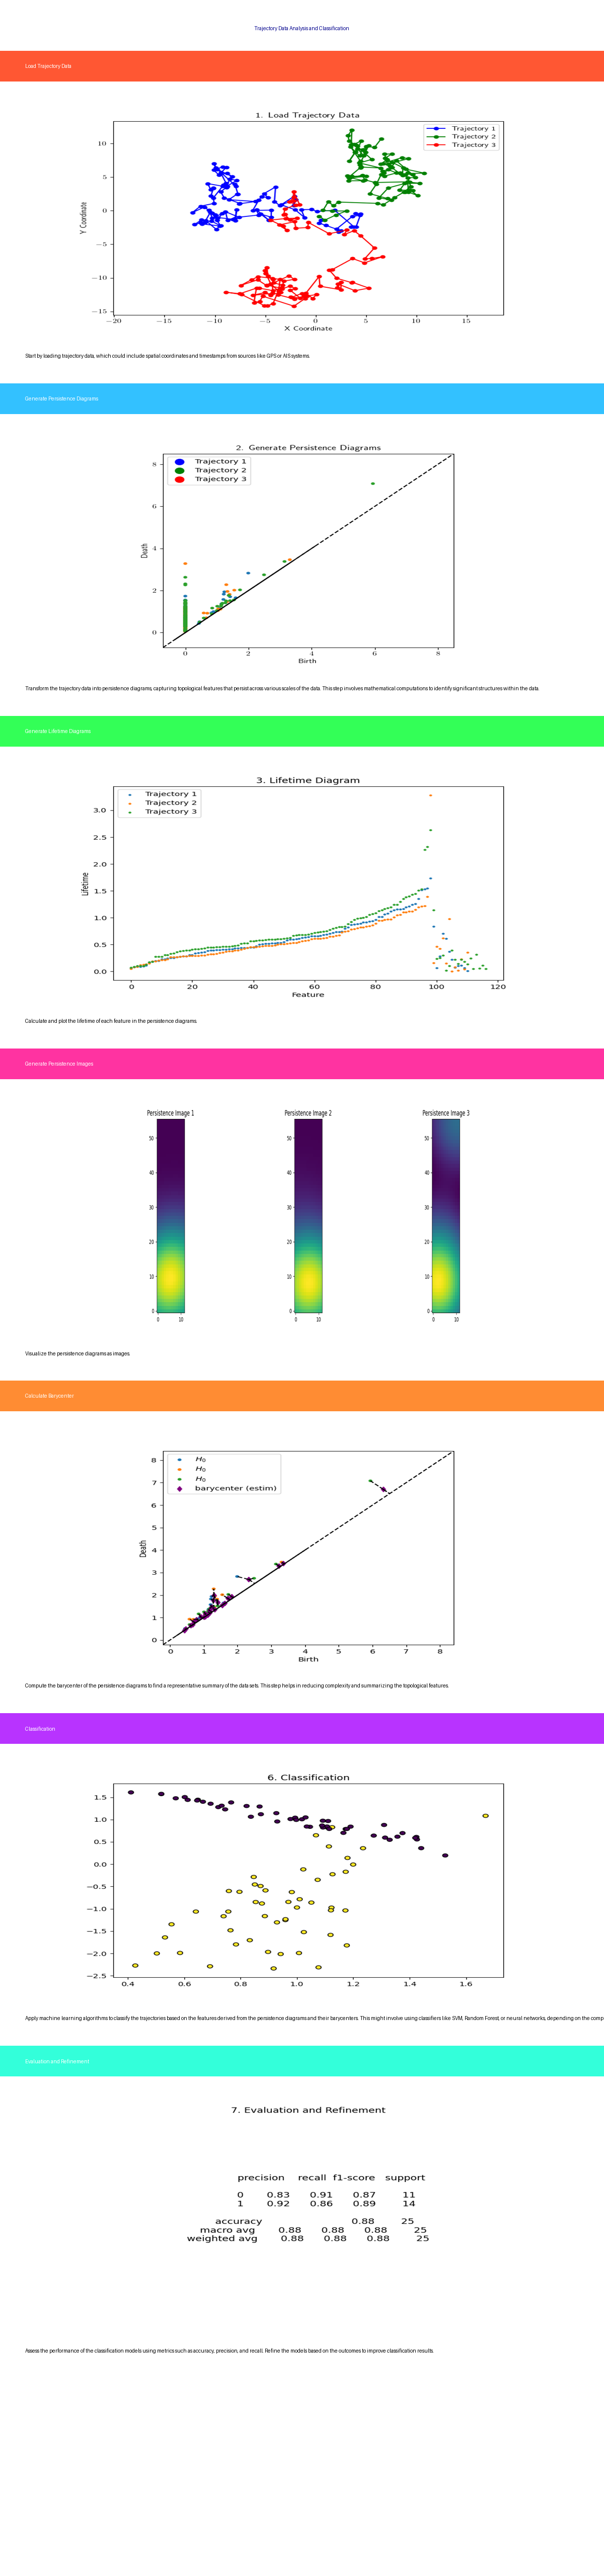 Trajectory Data Analysis and Classification
Load Trajectory Data
1. Load Trajectory Data
Trajectory 1
Trajectory 2
Trajectory 3
Y Coordinate
10
5
0
−5
−10
−15
−20 −15 −10 −5 0 5 10 15
X Coordinate
Start by loading trajectory data, which could include spatial coordinates and timestamps from sources like GPS or AIS systems.
Generate Persistence Diagrams
2. Generate Persistence Diagrams
Trajectory 1
Trajectory 2
Trajectory 3
Death
8
6
4
2
0
0 2 4 6 8
Birth
Transform the trajectory data into persistence diagrams, capturing topological features that persist across various scales of the data. This step involves mathematical computations to identify significant structures within the data.
Generate Lifetime Diagrams
3. Lifetime Diagram
Trajectory 1
Trajectory 2
Trajectory 3
Lifetime
3.0
2.5
2.0
1.5
1.0
0.5
0.0
0 20 40 60 80 100 120
Feature
Calculate and plot the lifetime of each feature in the persistence diagrams.
Generate Persistence Images
Persistence Image 1 Persistence Image 2 Persistence Image 3
50 50 50
40 40 40
30 30 30
20 20 20
10 10 10
0 0 0
0 10 0 10 0 10
Visualize the persistence diagrams as images.
Calculate Barycenter
H0
H0
H0
barycenter (estim)
Death
8
7
6
5
4
3
2
1
0
0 1 2 3 4 5 6 7 8
Birth
Compute the barycenter of the persistence diagrams to find a representative summary of the data sets. This step helps in reducing complexity and summarizing the topological features.
Classification
6. Classification
1.5
1.0
0.5
0.0
−0.5
−1.0
−1.5
−2.0
−2.5
0.4 0.6 0.8 1.0 1.2 1.4 1.6
Apply machine learning algorithms to classify the trajectories based on the features derived from the persistence diagrams and their barycenters. This might involve using classifiers like SVM, Random Forest, or neural networks, depending on the comp
Evaluation and Refinement
7. Evaluation and Refinement
precision recall f1-score support
0 0.83 0.91 0.87 11
1 0.92 0.86 0.89 14
accuracy 0.88 25
macro avg 0.88 0.88 0.88 25
weighted avg 0.88 0.88 0.88 25
Assess the performance of the classification models using metrics such as accuracy, precision, and recall. Refine the models based on the outcomes to improve classification results.